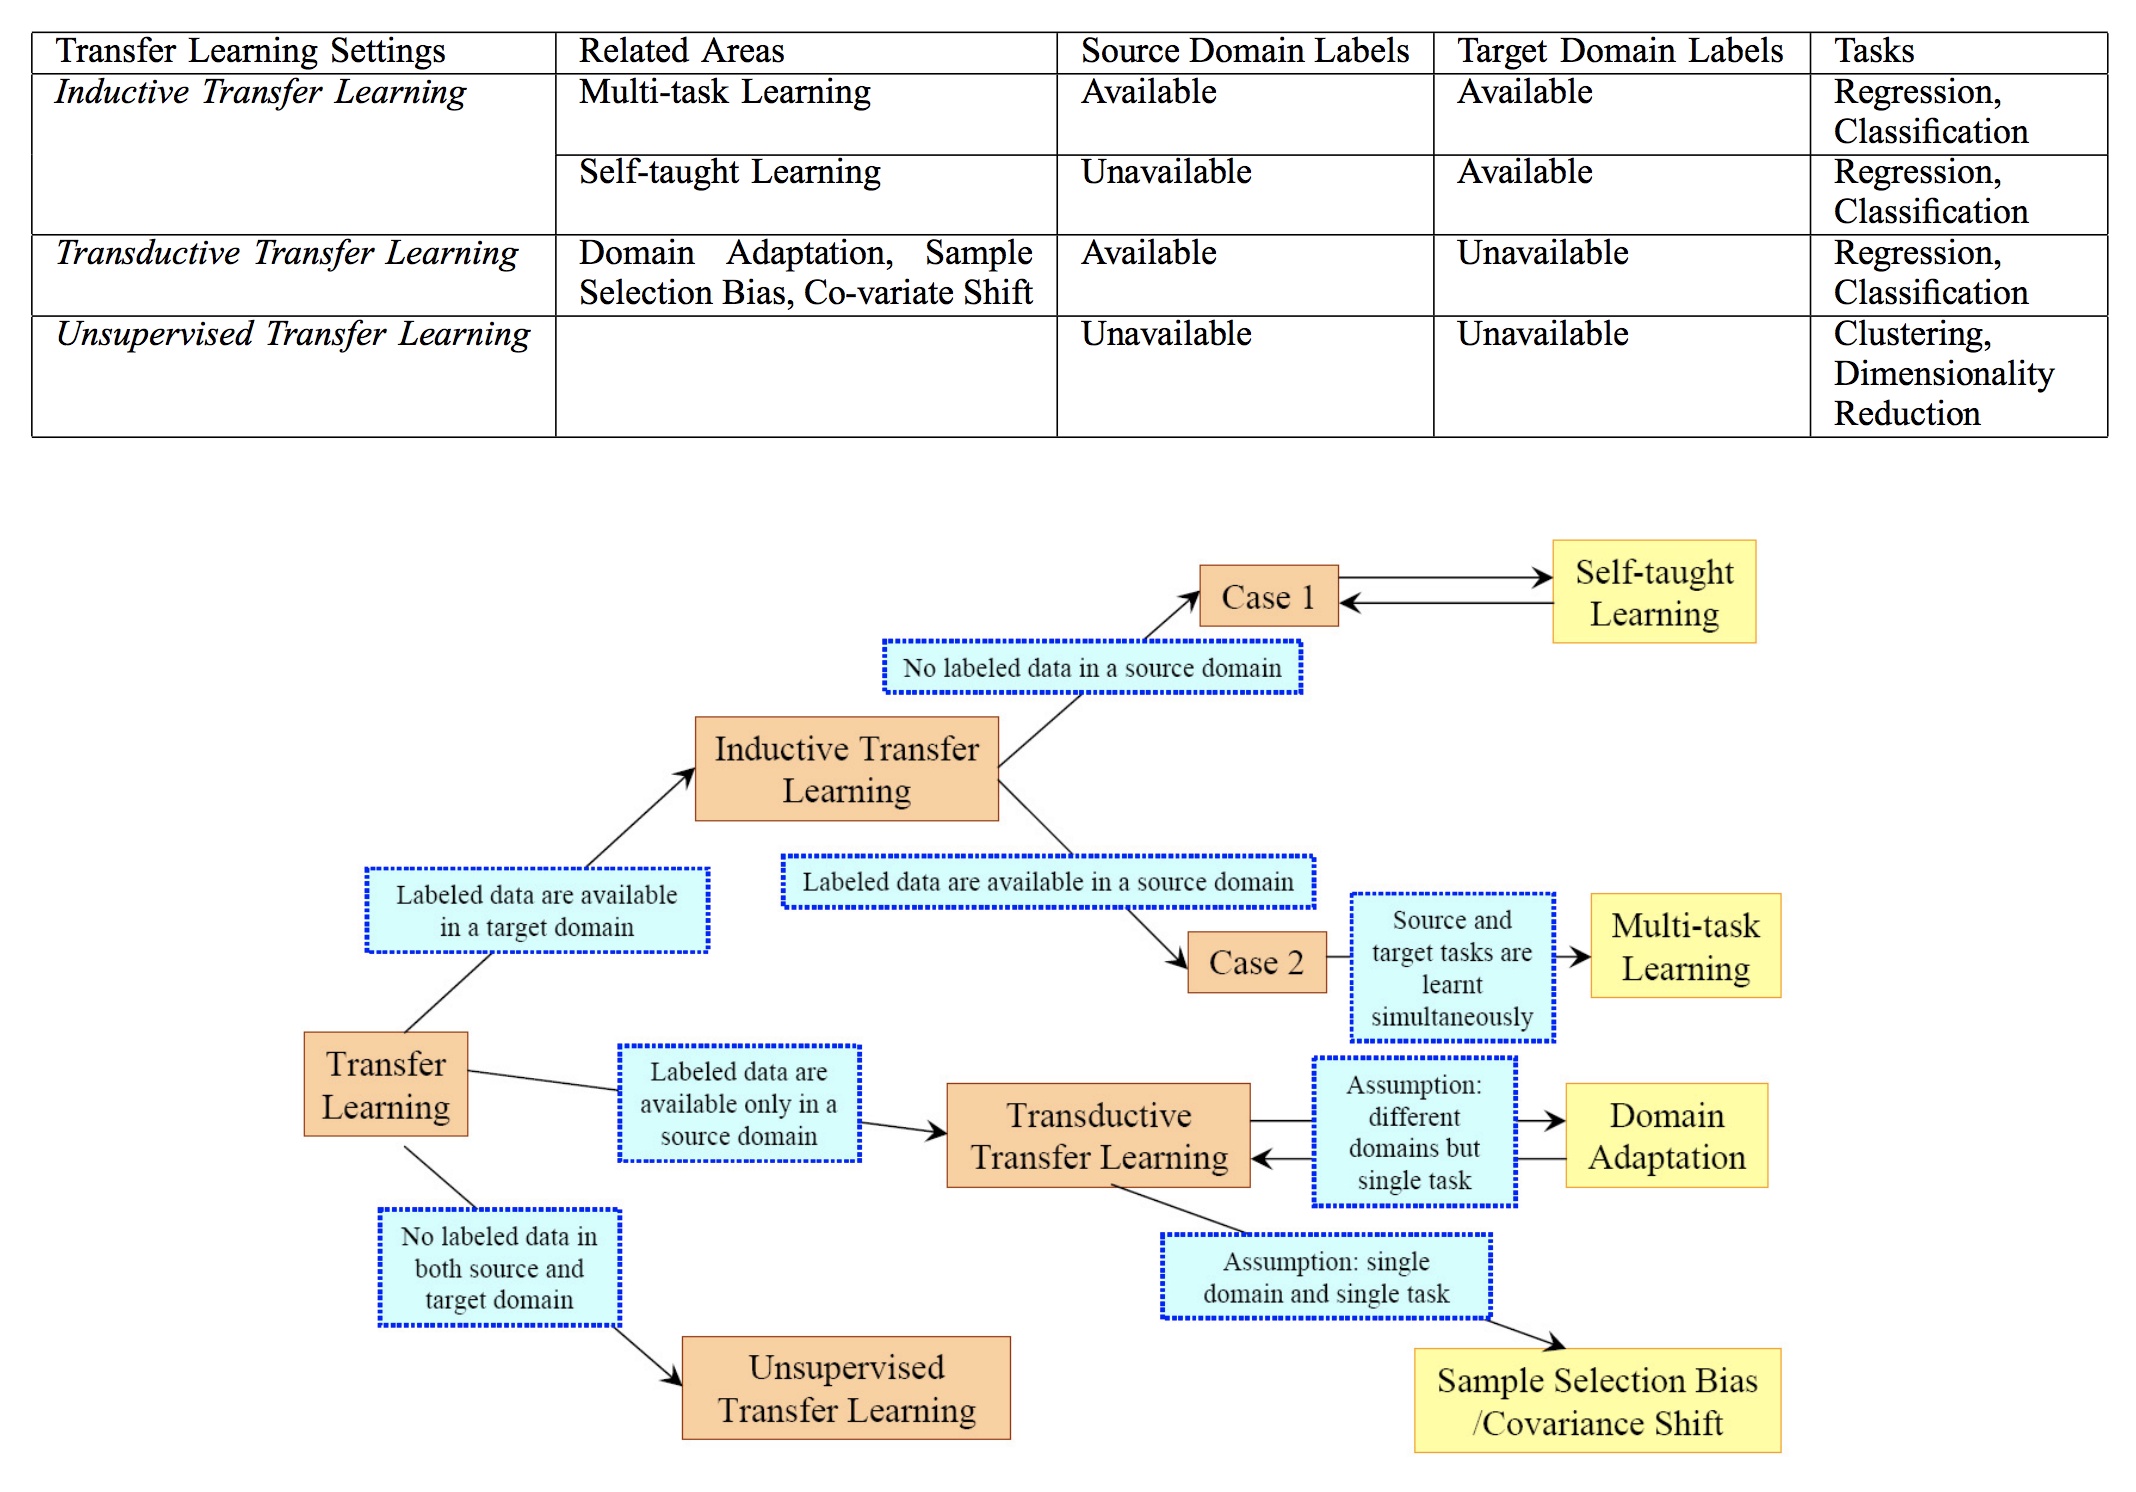 Transfer Learning Settings Related Areas Source Domain Labels Target Domain Labels Tasks
Inductive Transfer Learning Multi-task Learning Available Available Regression,
Classification
Self-taught Learning Unavailable Available Regression,
Classification
Transductive Transfer Learning Domain Adaptation, Sample Available Unavailable Regression,
Selection Bias, Co-variate Shift Classification
Unsupervised Transfer Learning Unavailable Unavailable Clustering,
Dimensionality
Reduction
Case 1
Self-taught
Learning
No labeled data in a source domain
Inductive Transfer
Learning
Labeled data are available in a source domain
Labeled data are available
in a target domain
Case 2
Source and
target tasks are
learnt
simultaneously
Multi-task
Learning
Transfer
Learning
Labeled data are
available only in a
source domain
Transductive
Transfer Learning
Assumption:
different
domains but
single task
Domain
Adaptation
No labeled data in
both source and
target domain
Assumption: single
domain and single task
Unsupervised
Transfer Learning
Sample Selection Bias
/Covariance Shift